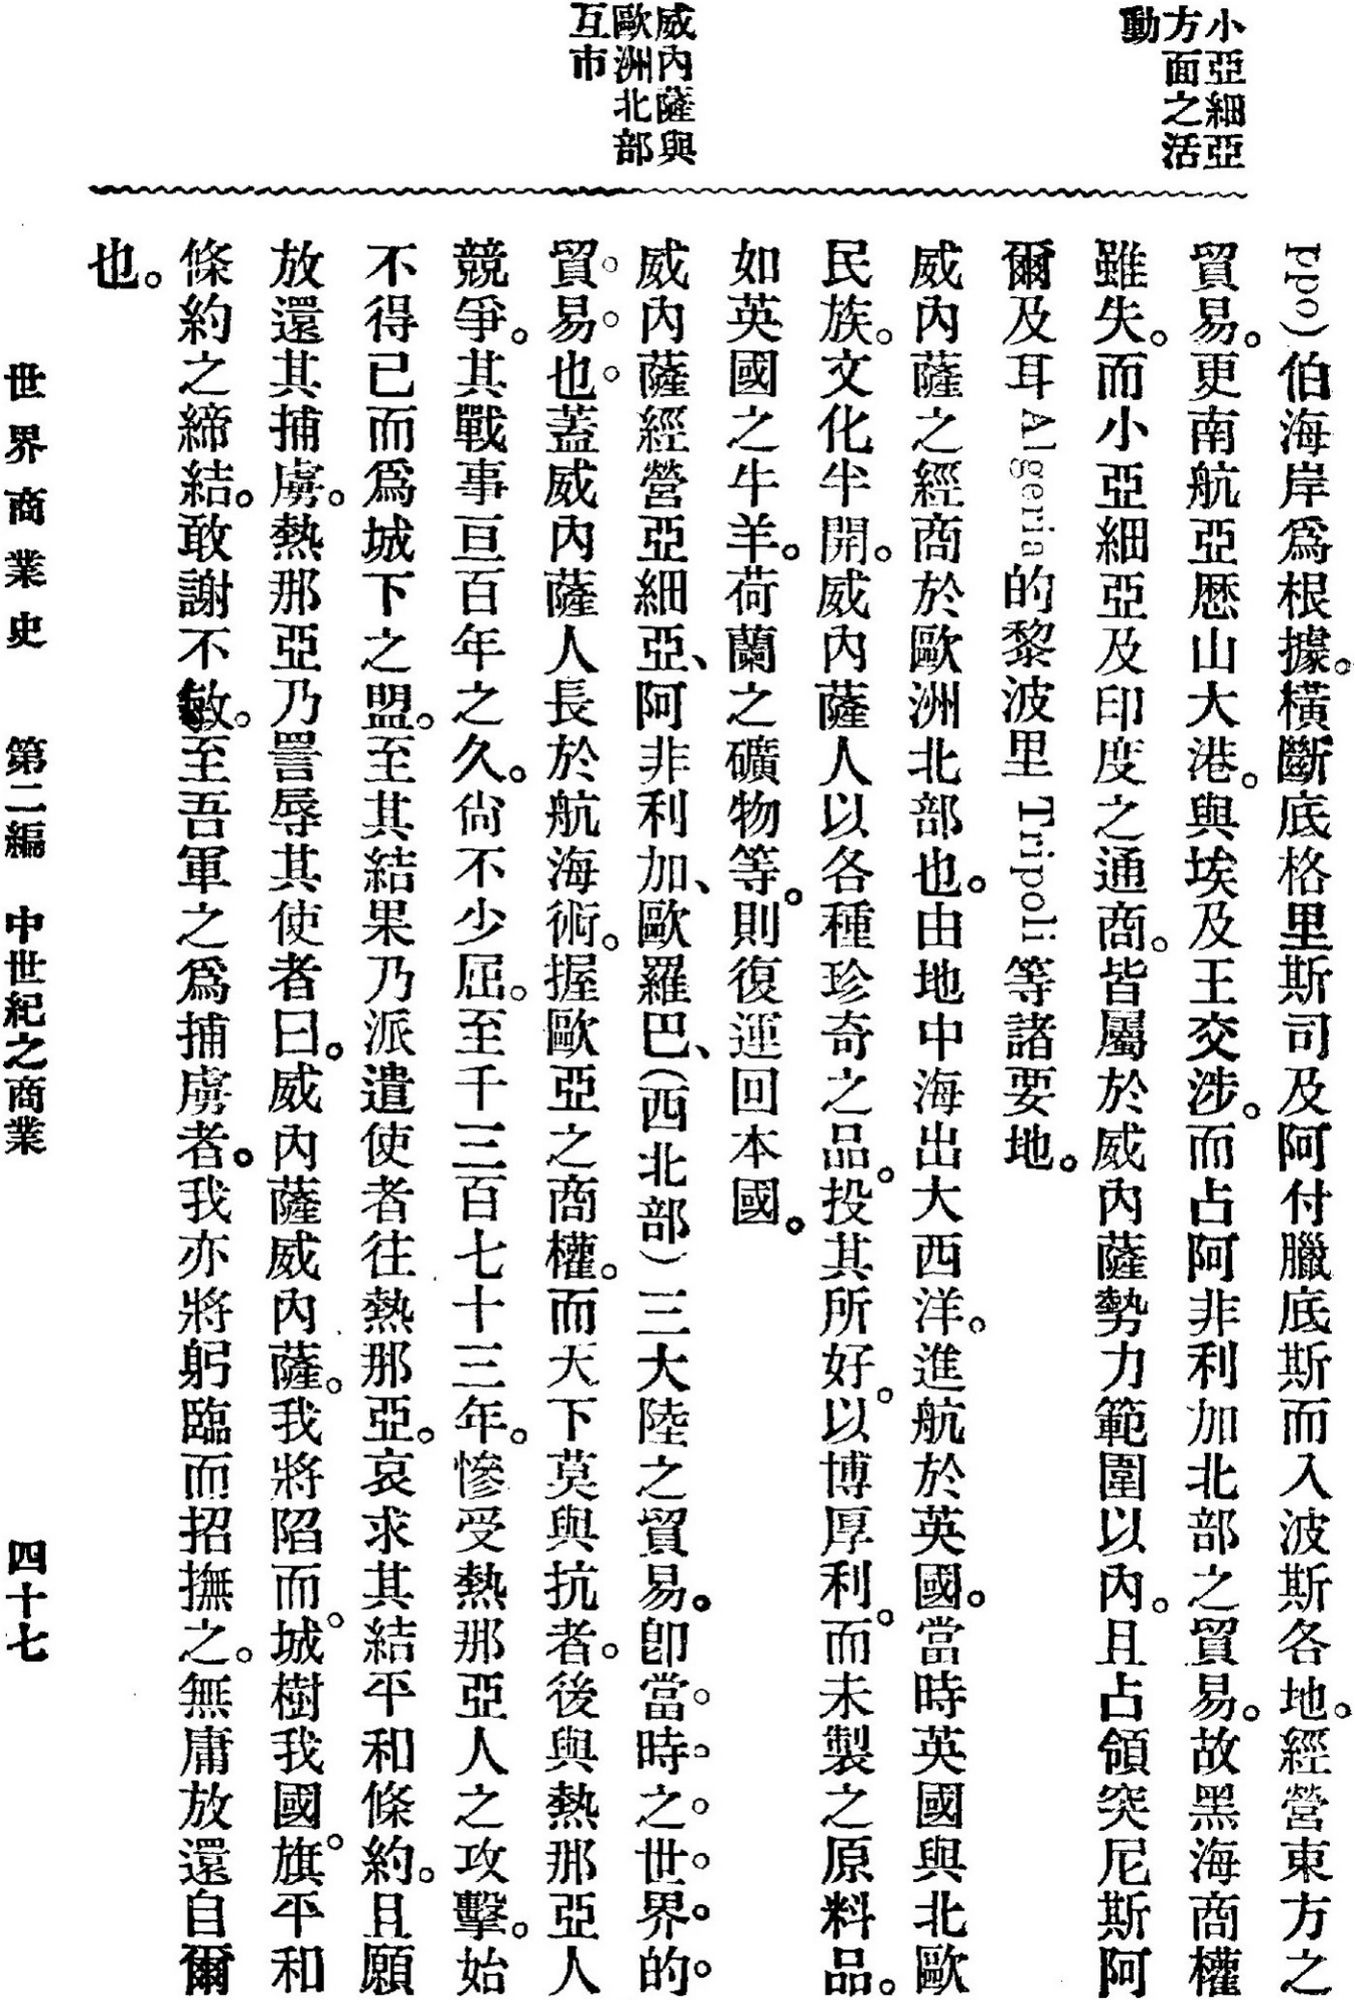 小亞細亞
方面之活
動
威內薩與
歐洲北部
互市
ppo)伯海岸爲根據。橫斷底格里斯司及阿付臘底斯而入波斯各地。經營東方之
貿易。更南航亞歷山大港。與埃及王交涉。而占阿非利加北部之貿易。故黑海商權
雖失。而小亞細亞及印度之通商。皆屬於威內薩勢力範圍以內。且占領突尼斯阿
爾及耳Algeria的黎波里Tripoli等諸要地。
威內薩之經商於歐洲北部也。由地中海出大西洋。進航於英國。當時英國與北歐
民族。文化半開。威內薩人以各種珍奇之品。投其所好。以博厚利。而未製之原料品。
如英國之牛羊。荷蘭之礦物等。則復運回本國。
威內薩經營亞細亞、阿非利加、歐羅巴、(西北部)三大陸之貿易。卽當時之世界的
貿易也。蓋威內薩人長於航海術。握歐亞之商權。而天下莫與抗者。後與熱那亞人
競爭。其戰事亘百年之久。尙不少屈。至千三百七十三年。慘受熱那亞人之攻擊。始
不得已而爲城下之盟。至其結果乃派遣使者往熱那亞。哀求其結平和條約。且願
放還其捕虜。熱那亞乃詈辱其使者曰。威內薩威內薩。我將陷而城。樹我國旗。平和
條約之締結。敢謝不敏。至吾軍之爲捕虜者。我亦將躬臨而招撫之。無庸放還自爾
也。
世界商業史 第二編 中世紀之商業 四十七